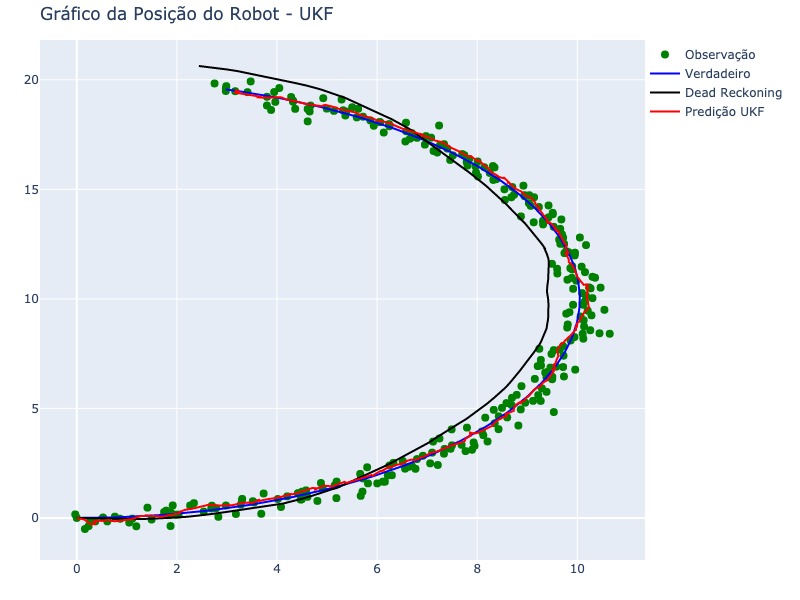 Gráfico da Posição do Robot - UKF
Observação
Verdadeiro
Dead Reckoning
Predição UKF
20
15
10
5
0
0 2 4 6 8 10